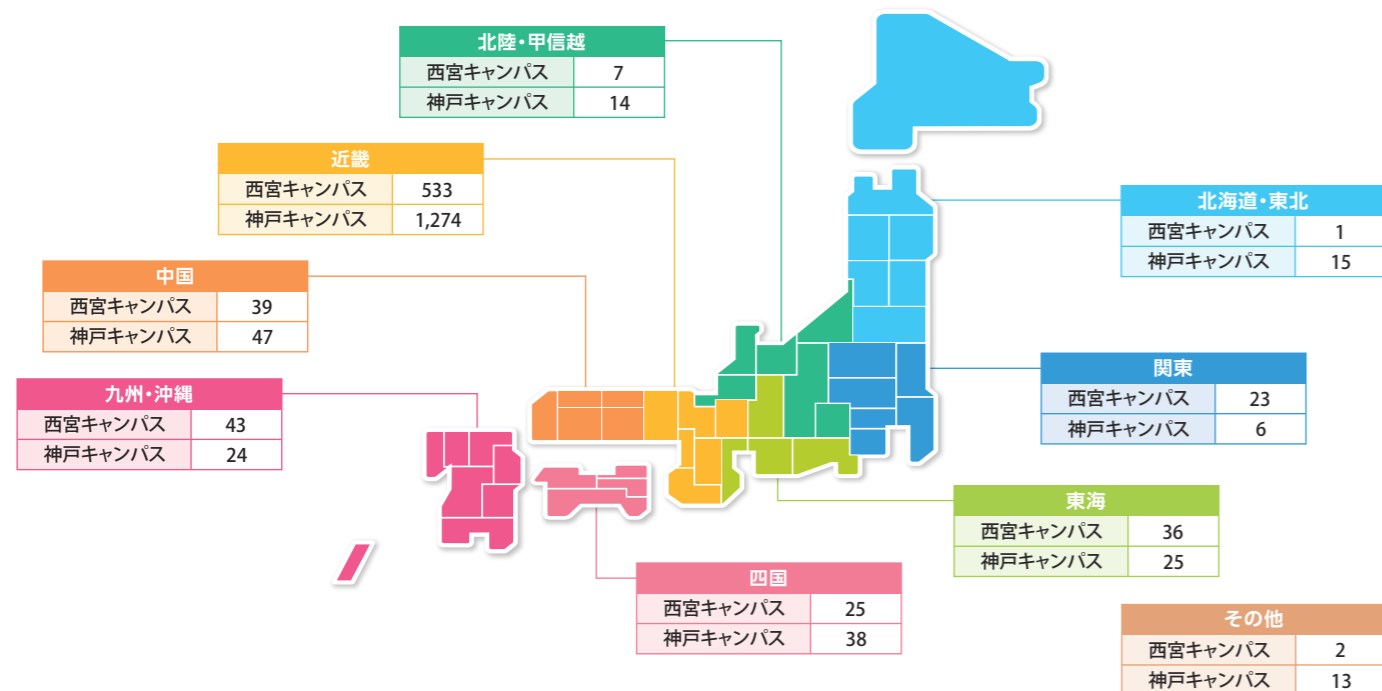 北陸・甲信越
西宮キャンパス 7
神戸キャンパス 14
近畿
西宮キャンパス 533
神戸キャンパス 1,274
北海道・東北
西宮キャンパス 1
神戸キャンパス 15
中国
西宮キャンパス 39
神戸キャンパス 47
関東
西宮キャンパス 23
神戸キャンパス 6
九州・沖縄
西宮キャンパス 43
神戸キャンパス 24
東海
西宮キャンパス 36
神戸キャンパス 25
四国
西宮キャンパス 25
神戸キャンパス 38
その他
西宮キャンパス 2
神戸キャンパス 13